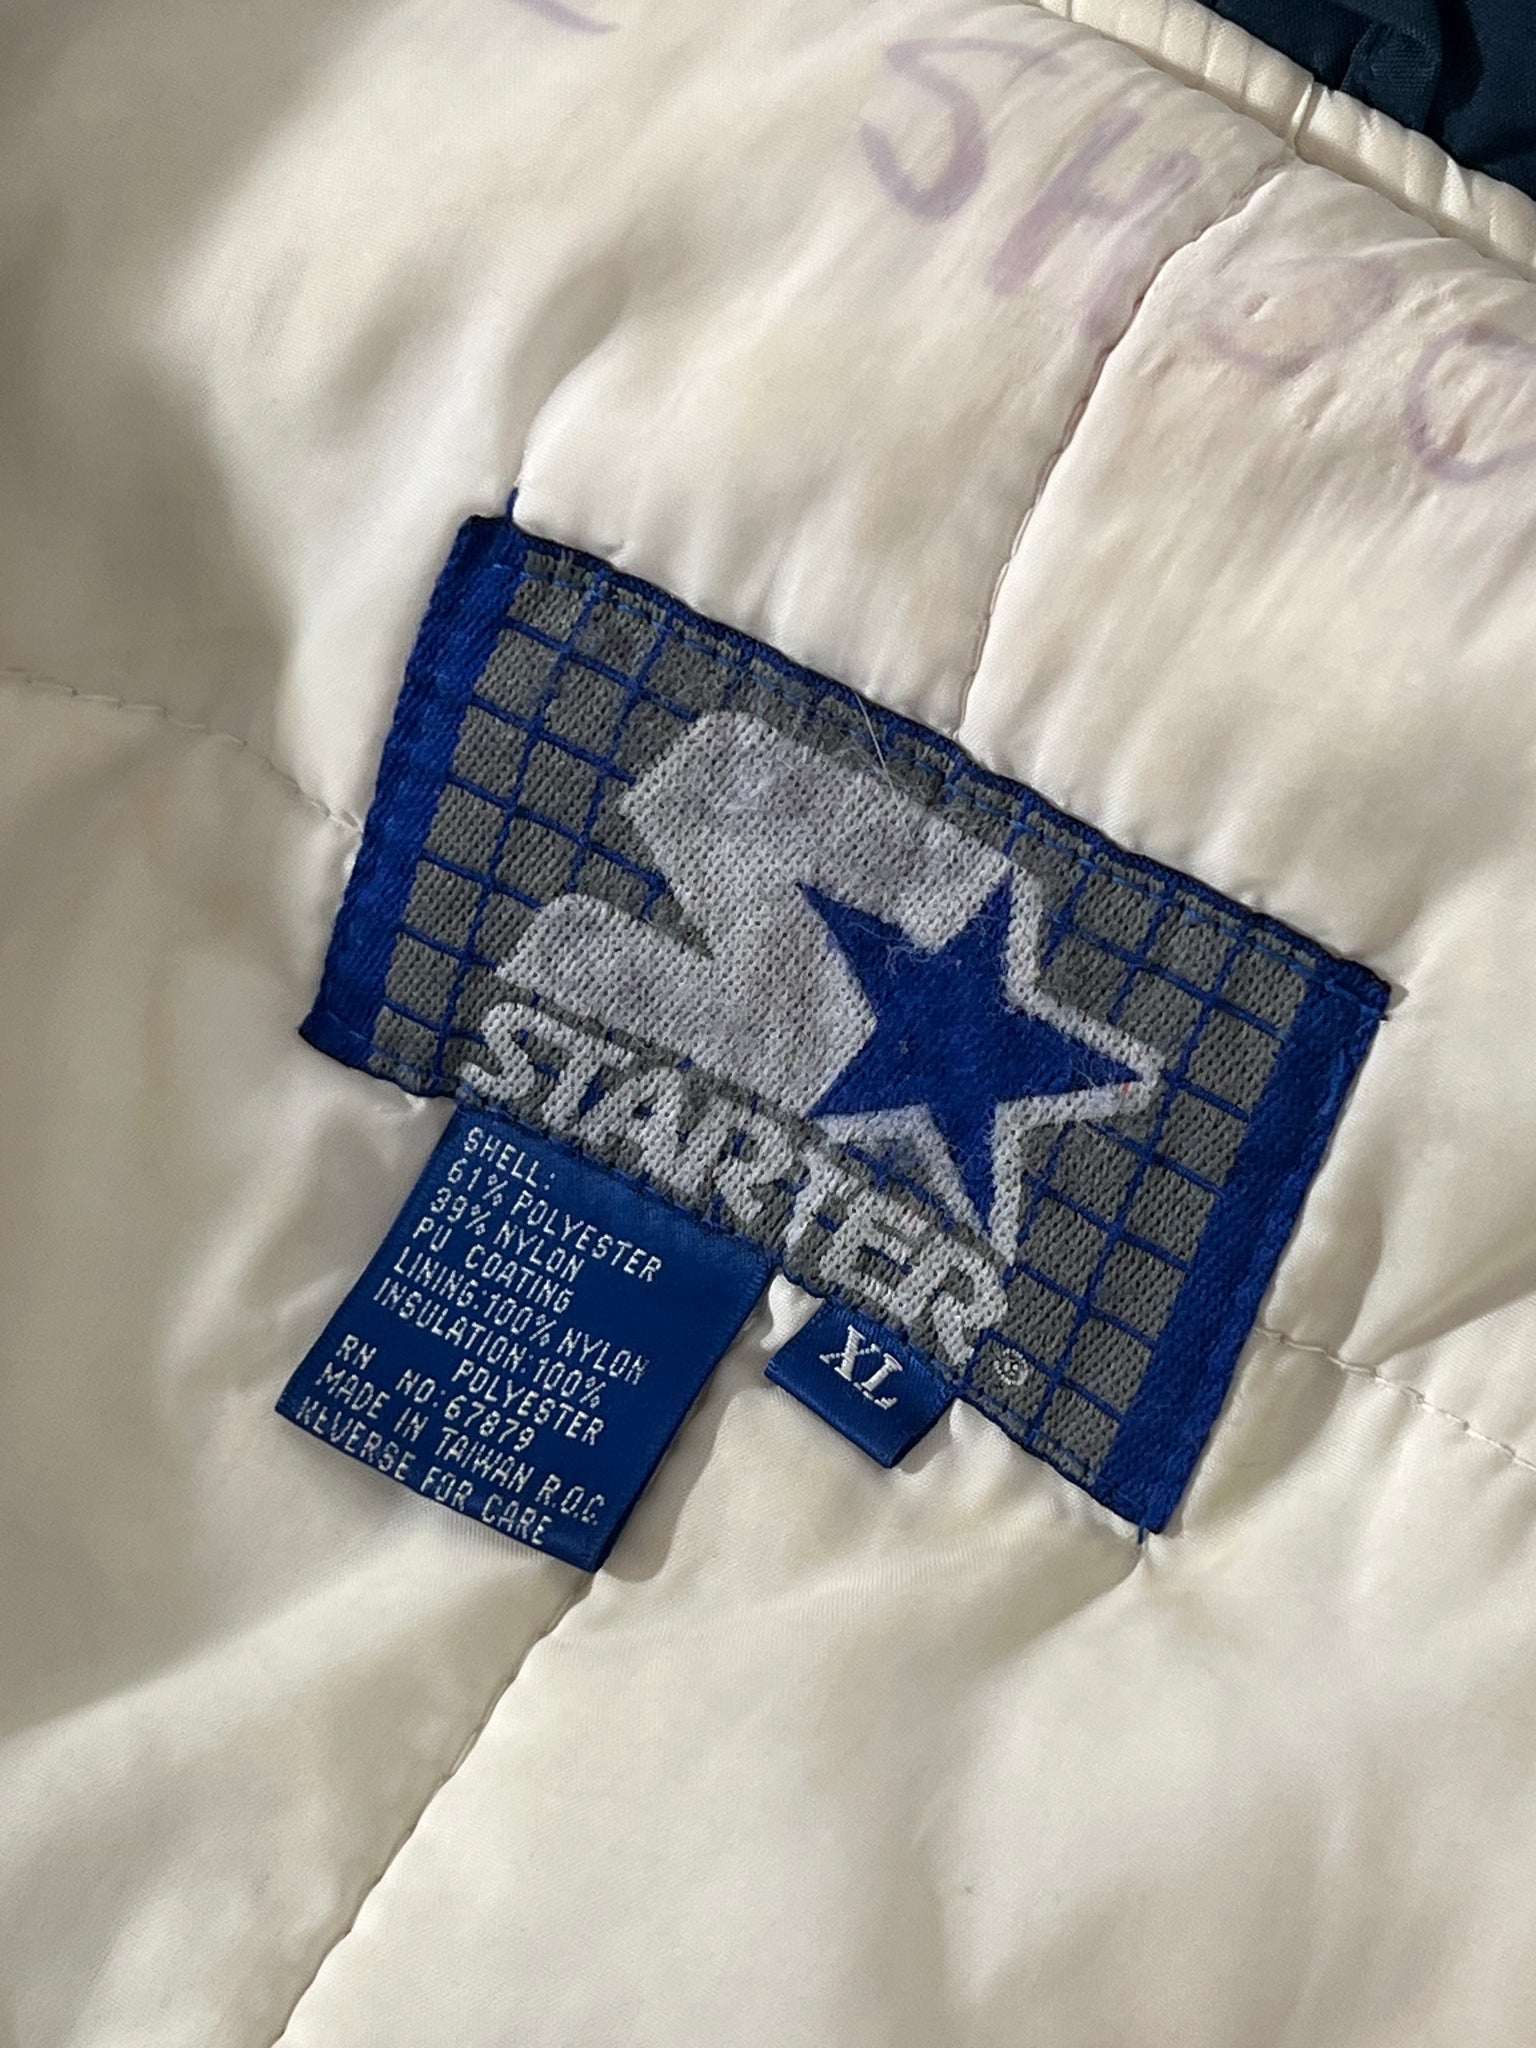 STARTER
XL
SHELL:
61% POLYESTER
39% NYLON
PU COATING
LINING:100% NYLON
INSULATION:100%
POLYESTER
RN NO:67879
MADE IN TAIWAN R.O.C.
REVERSE FOR CARE